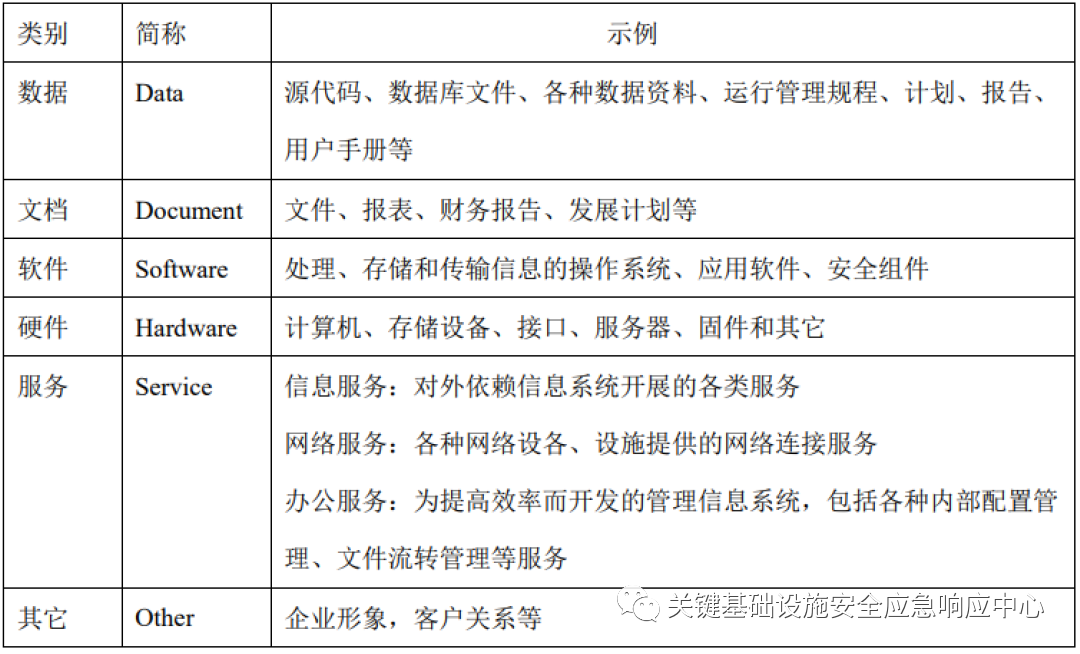 类别 简称 示例
数据 Data 源代码、数据库文件、各种数据资料、运行管理规程、计划、报告、
用户手册等
文档 Document 文件、报表、财务报告、发展计划等
软件 Software 处理、存储和传输信息的操作系统、应用软件、安全组件
硬件 Hardware 计算机、存储设备、接口、服务器、固件和其它
服务 Service 信息服务：对外依赖信息系统开展的各类服务
网络服务：各种网络设各、设施提供的网络连接服务
办公服务：为提高效率而开发的管理信息系统，包括各种内部配置管
理、文件流转管理等服务
其它 Other 企业形象，客户关系等
关键基础设施安全应急响应中心